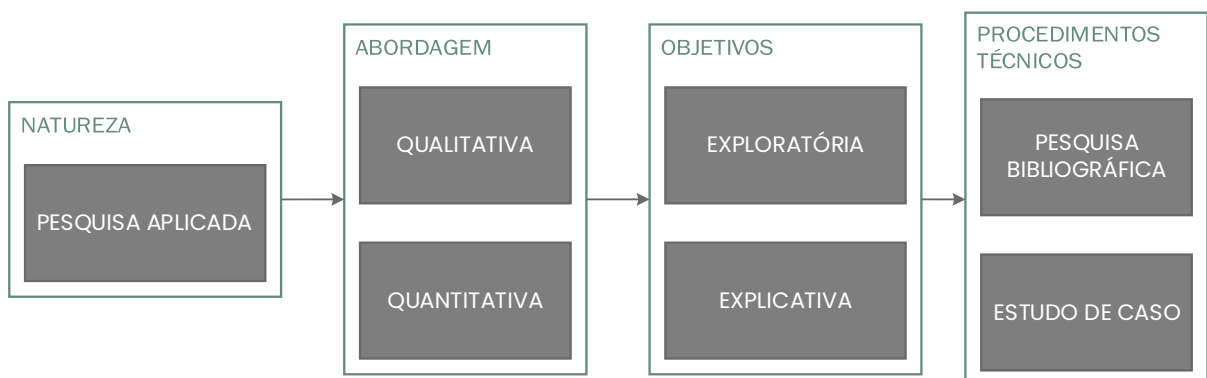 NATUREZA
PESQUISA APLICADA
ABORDAGEM
QUALITATIVA
QUANTITATIVA
OBJETIVOS
EXPLORATÓRIA
EXPLICATIVA
PROCEDIMENTOS
TÉCNICOS
PESQUISA
BIBLIOGRÁFICA
ESTUDO DE CASO